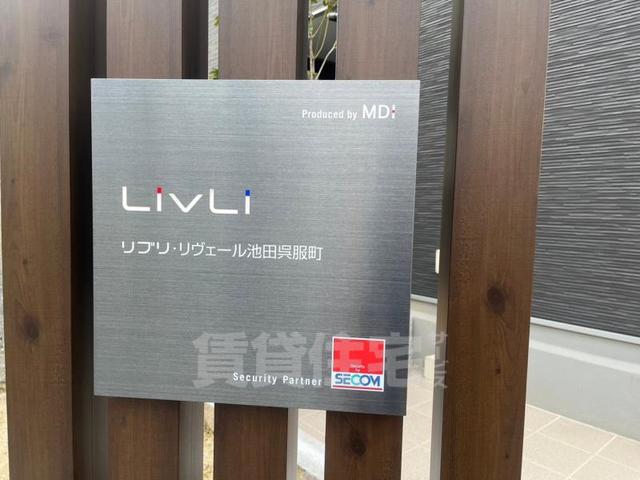 Produced by MDI
LivLi
リブリ・リヴェール池田呉服町
賃貸住宅
Security Partner
SECOM